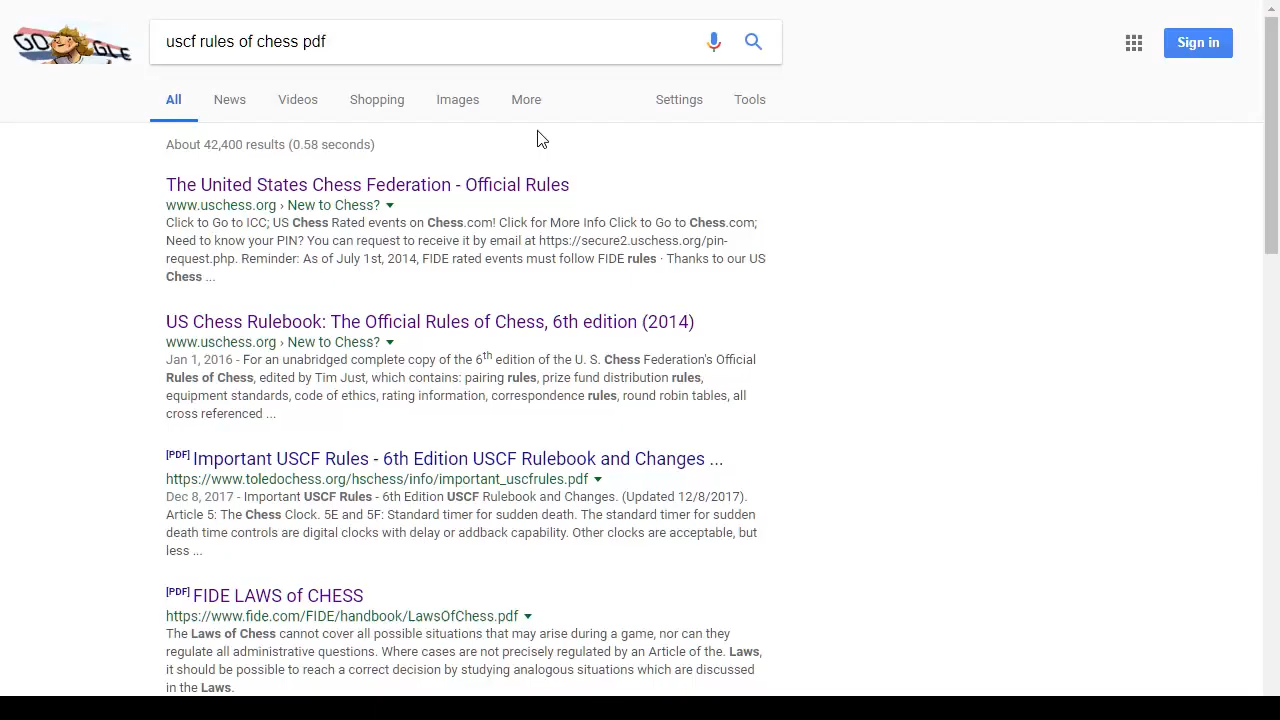 GO GLE
uscf rules of chess pdf
Sign in
All News Videos Shopping Images More Settings Tools
About 42,400 results (0.58 seconds)
The United States Chess Federation - Official Rules
www.uschess.org › New to Chess?
Click to Go to ICC; US Chess Rated events on Chess.com! Click for More Info Click to Go to Chess.com;
Need to know your PIN? You can request to receive it by email at https://secure2.uschess.org/pin-
request.php. Reminder: As of July 1st, 2014, FIDE rated events must follow FIDE rules · Thanks to our US
Chess ...
US Chess Rulebook: The Official Rules of Chess, 6th edition (2014)
www.uschess.org › New to Chess?
Jan 1, 2016 - For an unabridged complete copy of the 6th edition of the U. S. Chess Federation's Official
Rules of Chess, edited by Tim Just, which contains: pairing rules, prize fund distribution rules,
equipment standards, code of ethics, rating information, correspondence rules, round robin tables, all
cross referenced ...
[PDF] Important USCF Rules - 6th Edition USCF Rulebook and Changes ...
https://www.toledochess.org/hschess/info/important_uscfrules.pdf
Dec 8, 2017 - Important USCF Rules - 6th Edition USCF Rulebook and Changes. (Updated 12/8/2017).
Article 5: The Chess Clock. 5E and 5F: Standard timer for sudden death. The standard timer for sudden
death time controls are digital clocks with delay or addback capability. Other clocks are acceptable, but
less ...
[PDF] FIDE LAWS of CHESS
https://www.fide.com/FIDE/handbook/LawsOfChess.pdf
The Laws of Chess cannot cover all possible situations that may arise during a game, nor can they
regulate all administrative questions. Where cases are not precisely regulated by an Article of the. Laws,
it should be possible to reach a correct decision by studying analogous situations which are discussed
in the Laws.